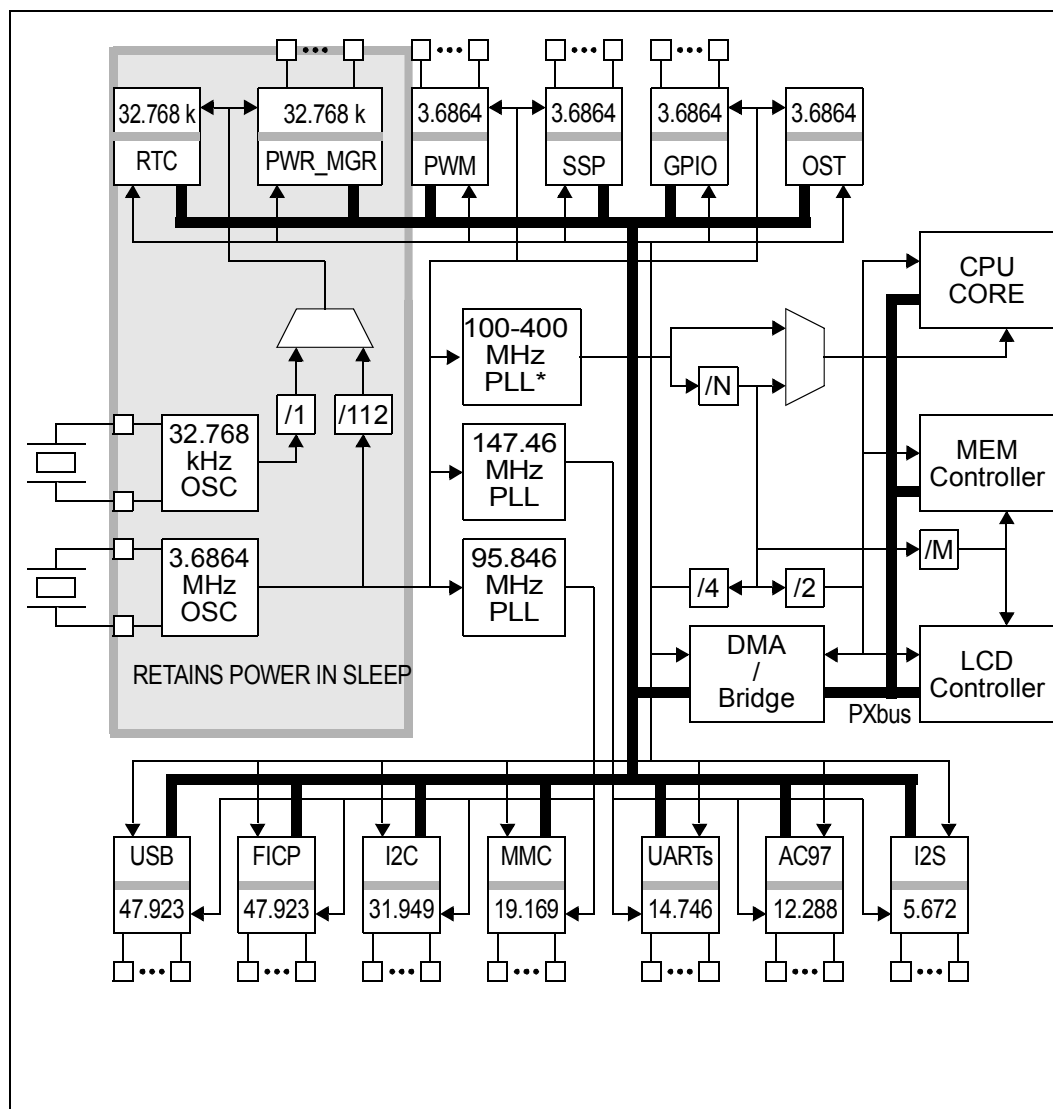 32.768 k
32.768 k
3.6864
3.6864
3.6864
3.6864
RTC
PWR_MGR
PWM
SSP
GPIO
OST
CPU
CORE
100-400
MHz
PLL*
/N
/1
/112
32.768
kHz
OSC
147.46
MHz
PLL
MEM
Controller
/M
3.6864
MHz
OSC
95.846
MHz
PLL
/4
/2
DMA
/
Bridge
LCD
Controller
RETAINS POWER IN SLEEP
PXbus
USB
FICP
I2C
MMC
UARTs
AC97
I2S
47.923
47.923
31.949
19.169
14.746
12.288
5.672